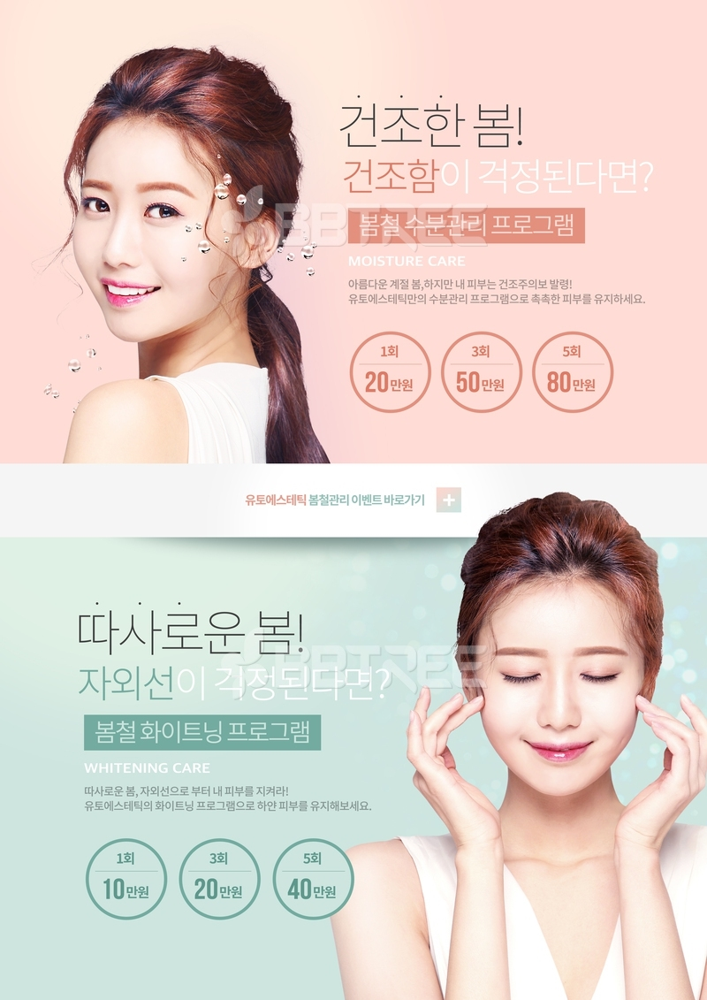 건조한 봄!
건조함이 걱정된다면?
봄철 수분관리 프로그램
MOISTURE CARE
아름다운 계절 봄,하지만 내 피부는 건조주의보 발령!
유토에스테틱만의 수분관리 프로그램으로 촉촉한 피부를 유지하세요.
1회 3회 5회
20만원 50만원 80만원
BBTREE
유토에스테틱 봄철관리 이벤트 바로가기 +
따사로운 봄!
자외선이 걱정된다면?
BBTREE
봄철 화이트닝 프로그램
WHITENING CARE
따사로운 봄, 자외선으로 부터 내 피부를 지켜라!
유토에스테틱의 화이트닝 프로그램으로 하얀 피부를 유지해보세요.
1회 3회 5회
10만원 20만원 40만원